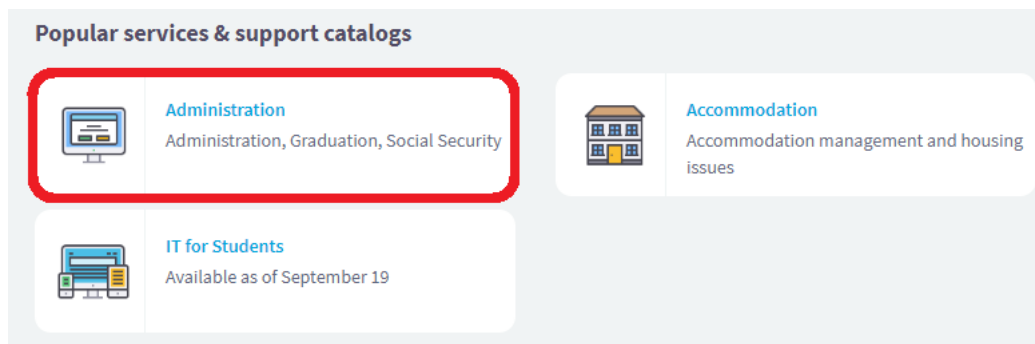 Popular services & support catalogs
Administration
Administration, Graduation, Social Security
Accommodation
Accommodation management and housing
issues
IT for Students
Available as of September 19